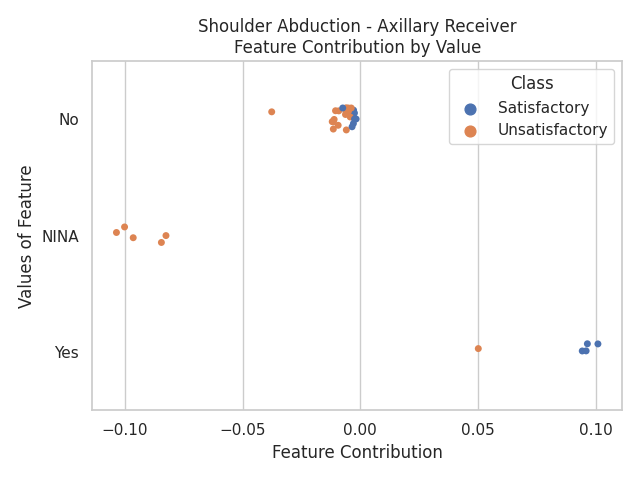 Shoulder Abduction - Axillary Receiver
Feature Contribution by Value
Class
Satisfactory
Unsatisfactory
Values of Feature
No
NINA
Yes
−0.10
−0.05
0.00
0.05
0.10
Feature Contribution